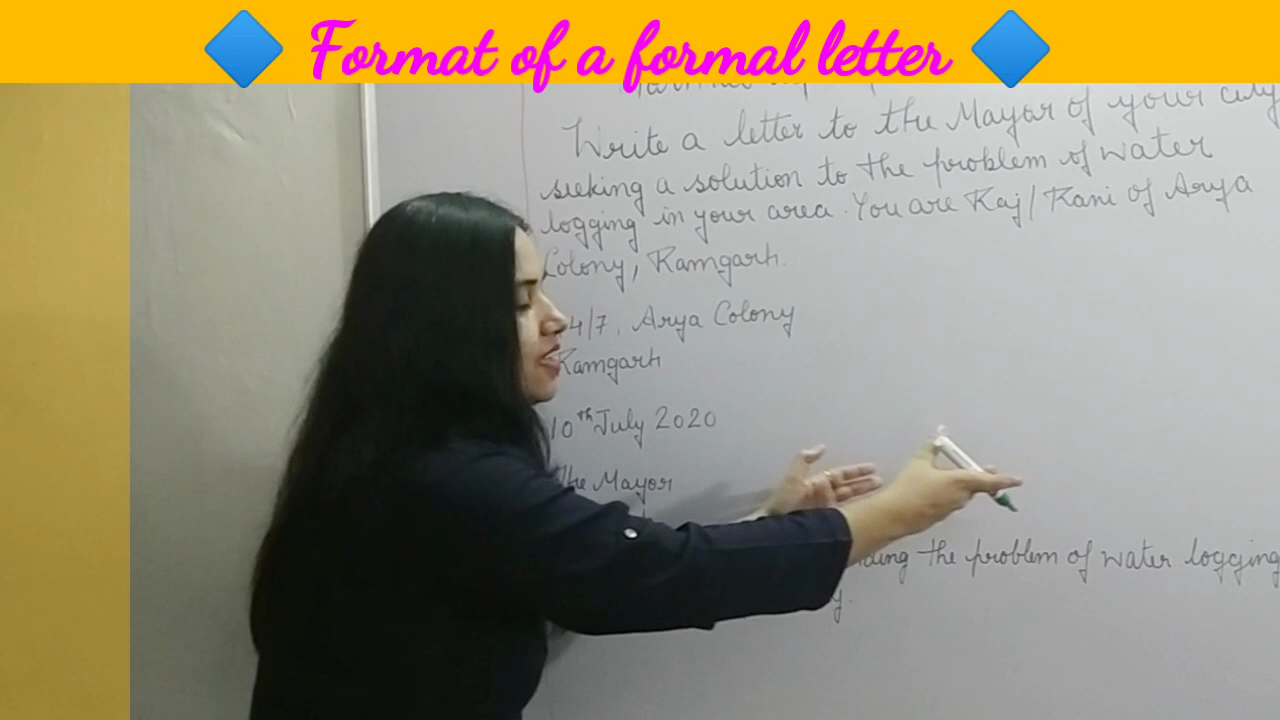 Format of a formal letter
Write a letter to the Mayor of your city
seeking a solution to the problem of water
logging in your area. You are Raj/Rani of Arya
Colony, Ramgarh.
4/7, Arya Colony
Ramgarh
10th July 2020
The Mayor
the problem of water logging